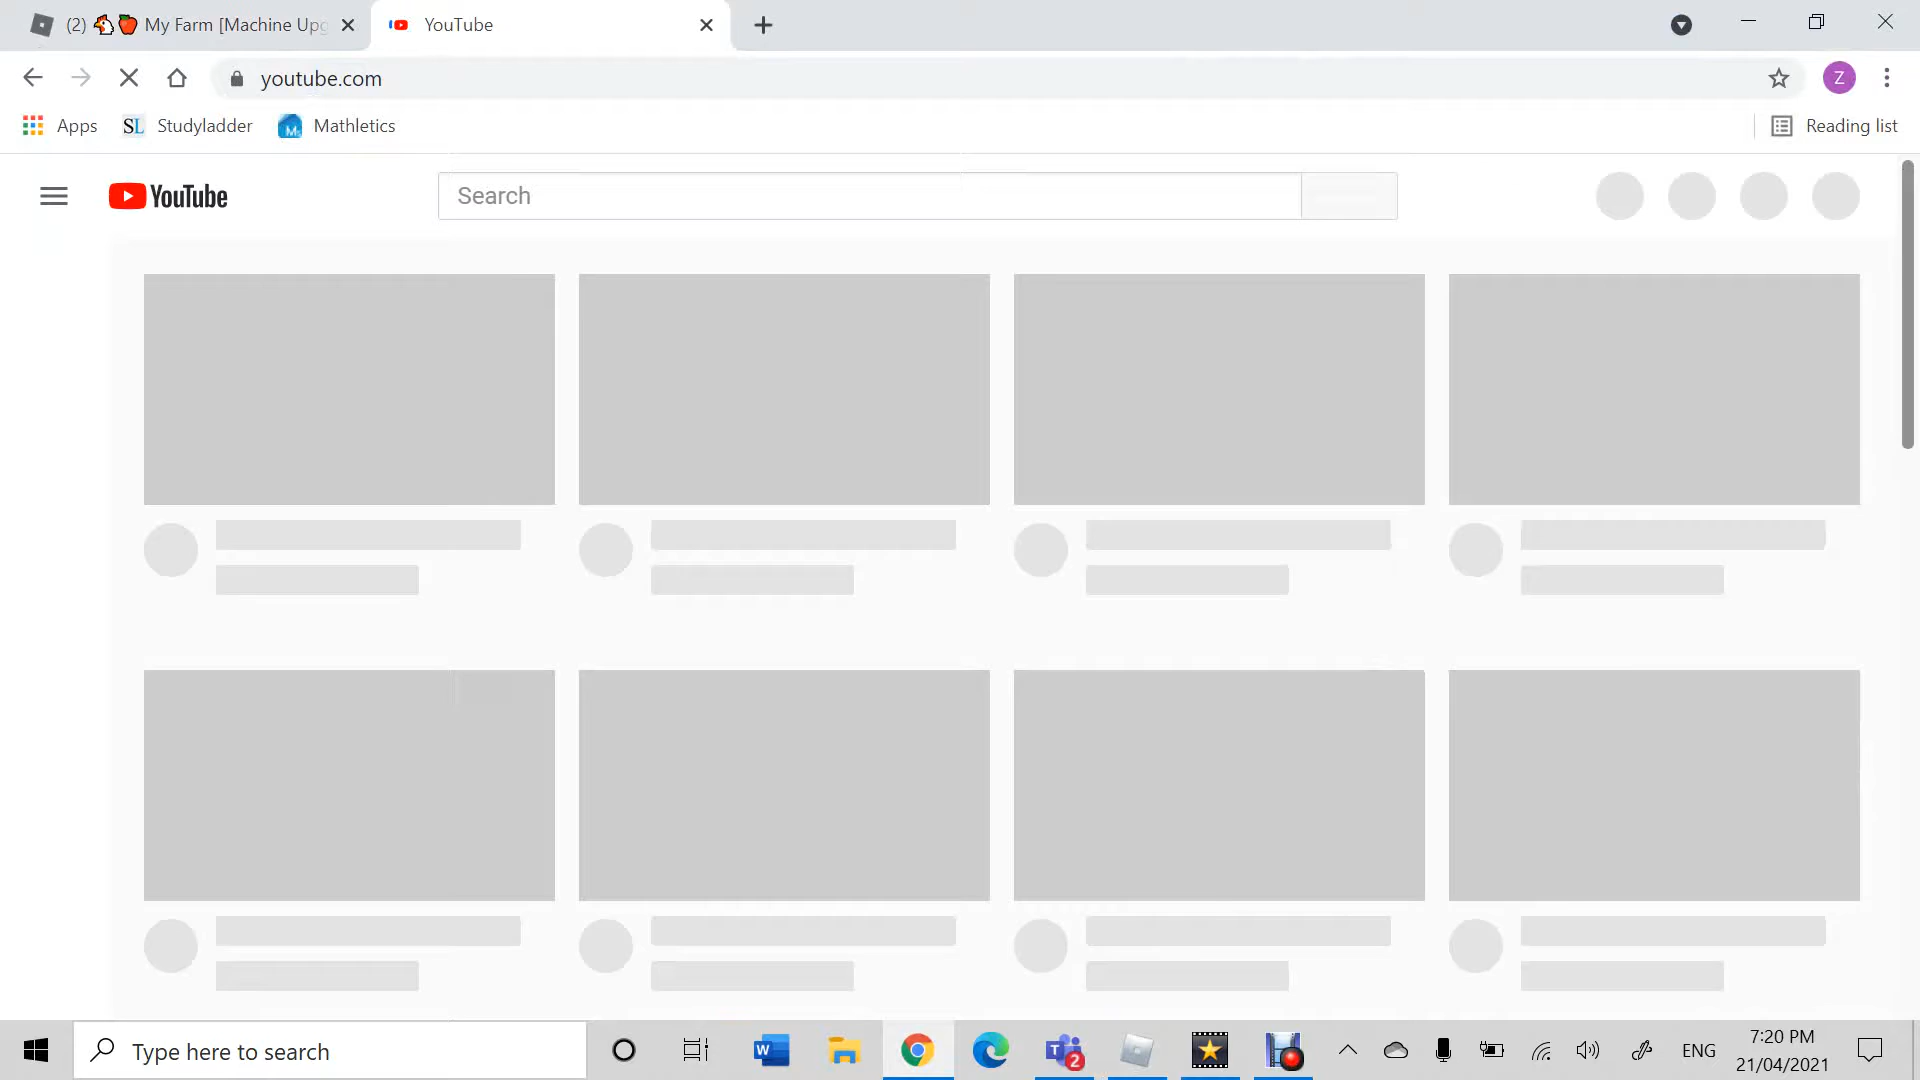 (2) 🐔🍎 My Farm [Machine Upg
YouTube
youtube.com
Z
Apps
SL Studyladder
M Mathletics
Reading list
YouTube
Search
Type here to search
W
T
2
ENG
7:20 PM
21/04/2021